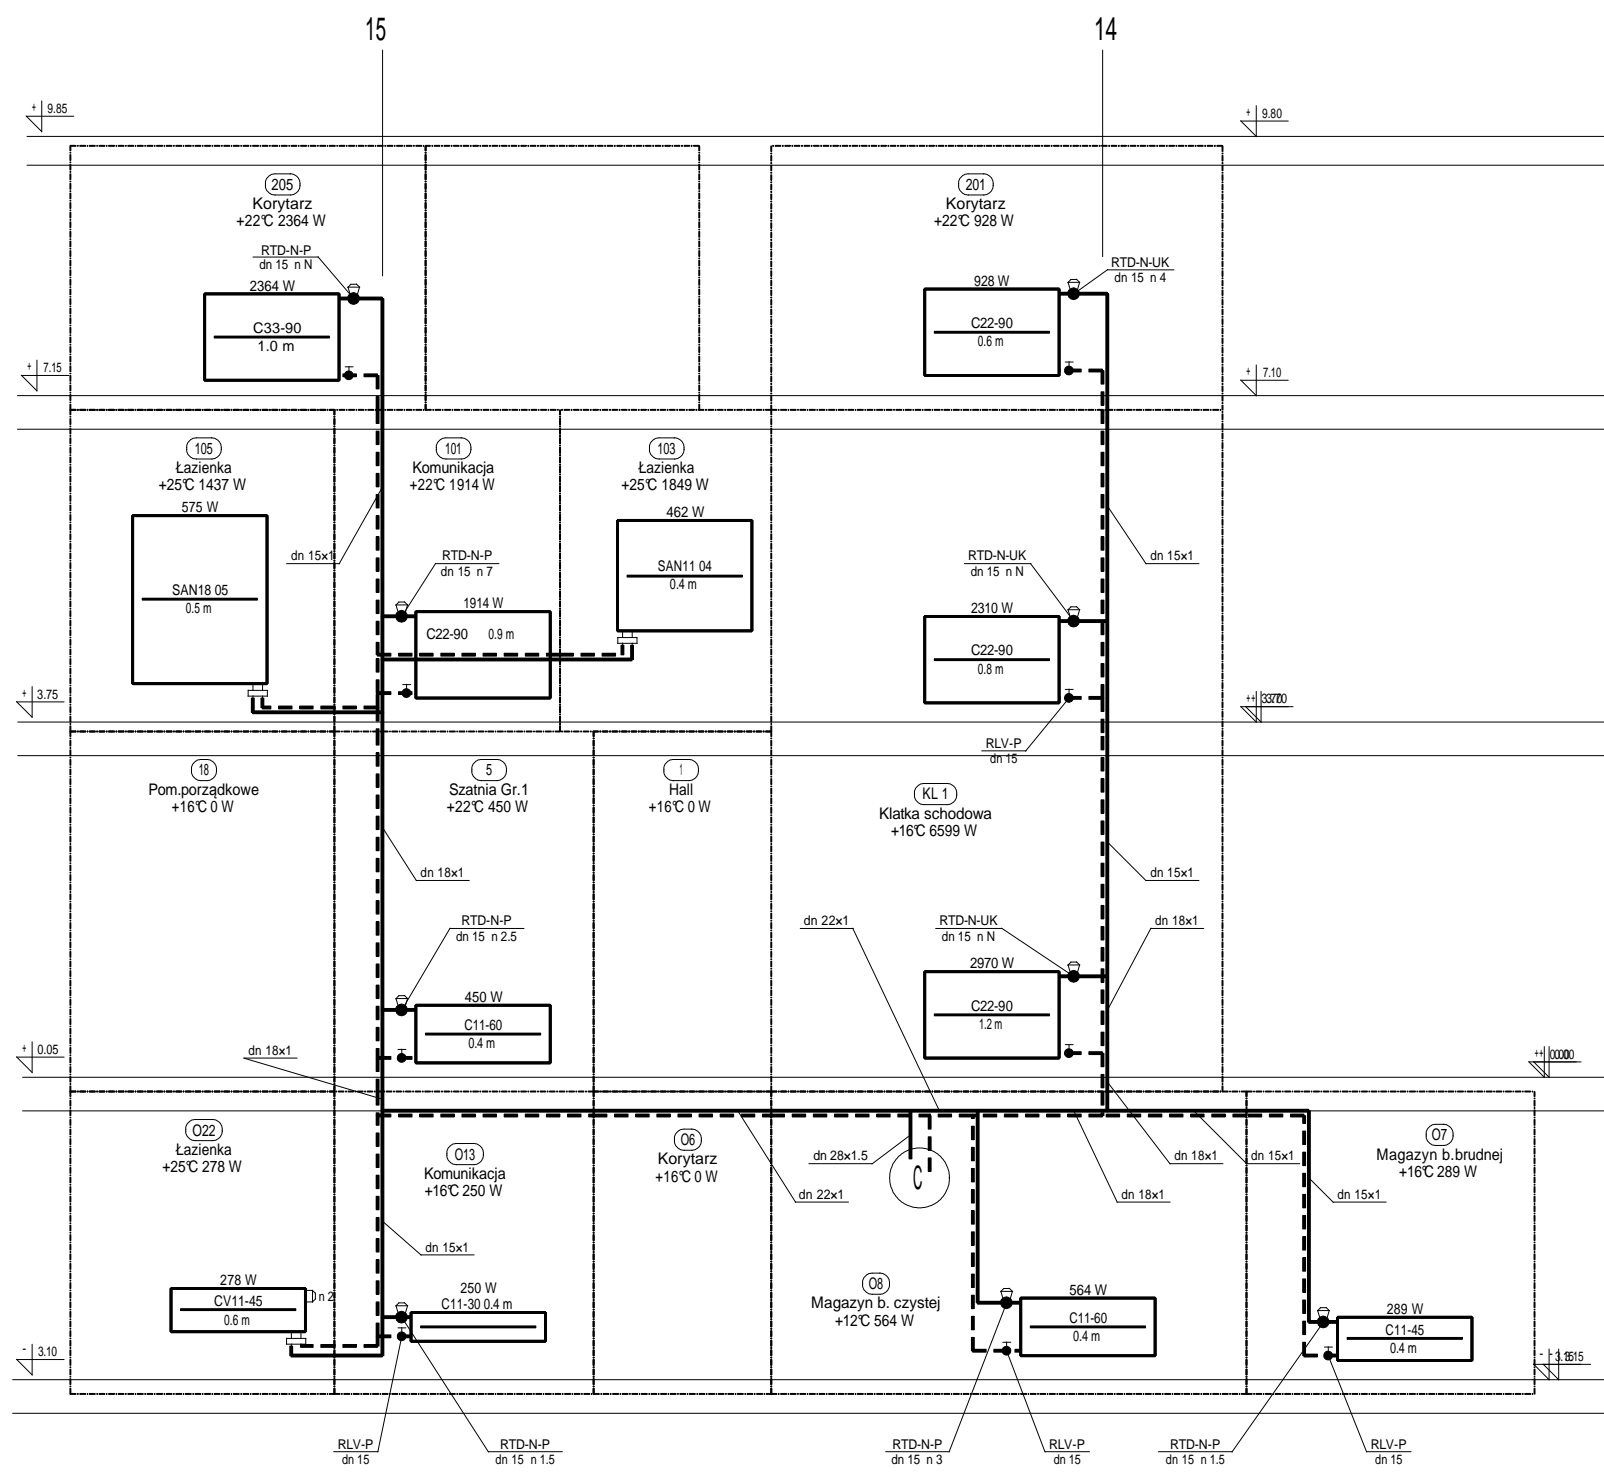 15
14
+ 9.85
+ 9.80
205
Korytarz
+22℃ 2364 W
201
Korytarz
+22℃ 928 W
RTD-N-P
dn 15 n N
2364 W
C33-90
1.0 m
RTD-N-UK
dn 15 n 4
928 W
C22-90
0.6 m
+ 7.15
+ 7.10
105
Łazienka
+25℃ 1437 W
575 W
SAN18 05
0.5 m
101
Komunikacja
+22℃ 1914 W
103
Łazienka
+25℃ 1849 W
462 W
SAN11 04
0.4 m
dn 15×1
RTD-N-P
dn 15 n 7
1914 W
C22-90 0.9 m
RTD-N-UK
dn 15 n N
dn 15×1
2310 W
C22-90
0.8 m
+ 3.75
RLV-P
dn 15
18
Pom.porządkowe
+16℃ 0 W
5
Szatnia Gr.1
+22℃ 450 W
1
Hall
+16℃ 0 W
KL 1
Klatka schodowa
+16℃ 6599 W
dn 18×1
dn 15×1
RTD-N-P
dn 15 n 2.5
dn 22×1
RTD-N-UK
dn 15 n N
dn 18×1
2970 W
C22-90
1.2 m
450 W
C11-60
0.4 m
+ 0.05
dn 18×1
O22
Łazienka
+25℃ 278 W
O13
Komunikacja
+16℃ 250 W
O6
Korytarz
+16℃ 0 W
dn 28×1.5
C
dn 22×1
dn 18×1
dn 18×1
dn 15×1
O7
Magazyn b.brudnej
+16℃ 289 W
dn 15×1
dn 15×1
278 W
CV11-45
0.6 m
n 2
250 W
C11-30 0.4 m
O8
Magazyn b. czystej
+12℃ 564 W
564 W
C11-60
0.4 m
289 W
C11-45
0.4 m
- 3.10
RLV-P
dn 15
RTD-N-P
dn 15 n 1.5
RTD-N-P
dn 15 n 3
RLV-P
dn 15
RTD-N-P
dn 15 n 1.5
RLV-P
dn 15